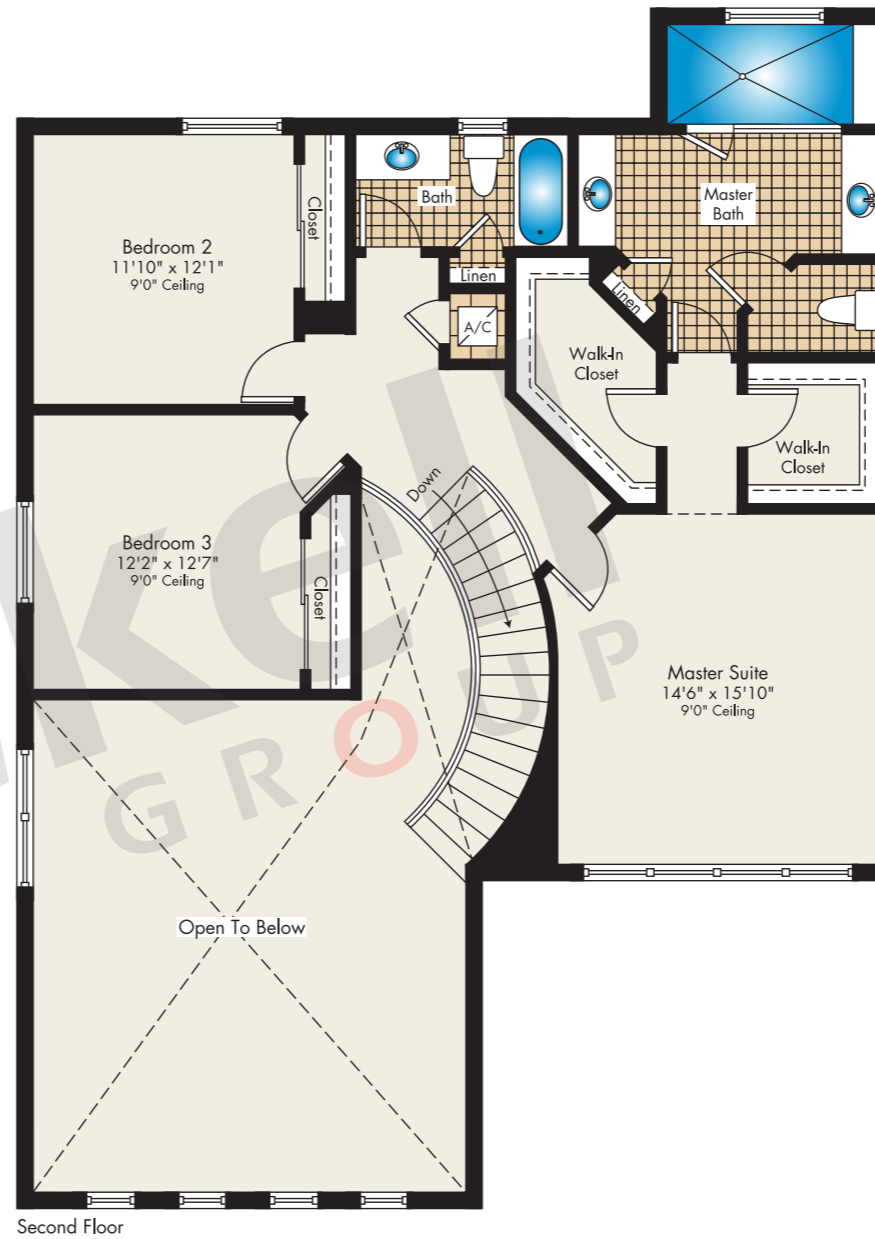 Bedroom 2
11'10" x 12'1"
9'0" Ceiling
Closet
Bath
Linen
A/C
Master
Bath
Linen
Walk-In
Closet
Walk-In
Closet
Down
Bedroom 3
12'2" x 12'7"
9'0" Ceiling
Closet
Master Suite
14'6" x 15'10"
9'0" Ceiling
kell
GROUP
Open To Below
Second Floor